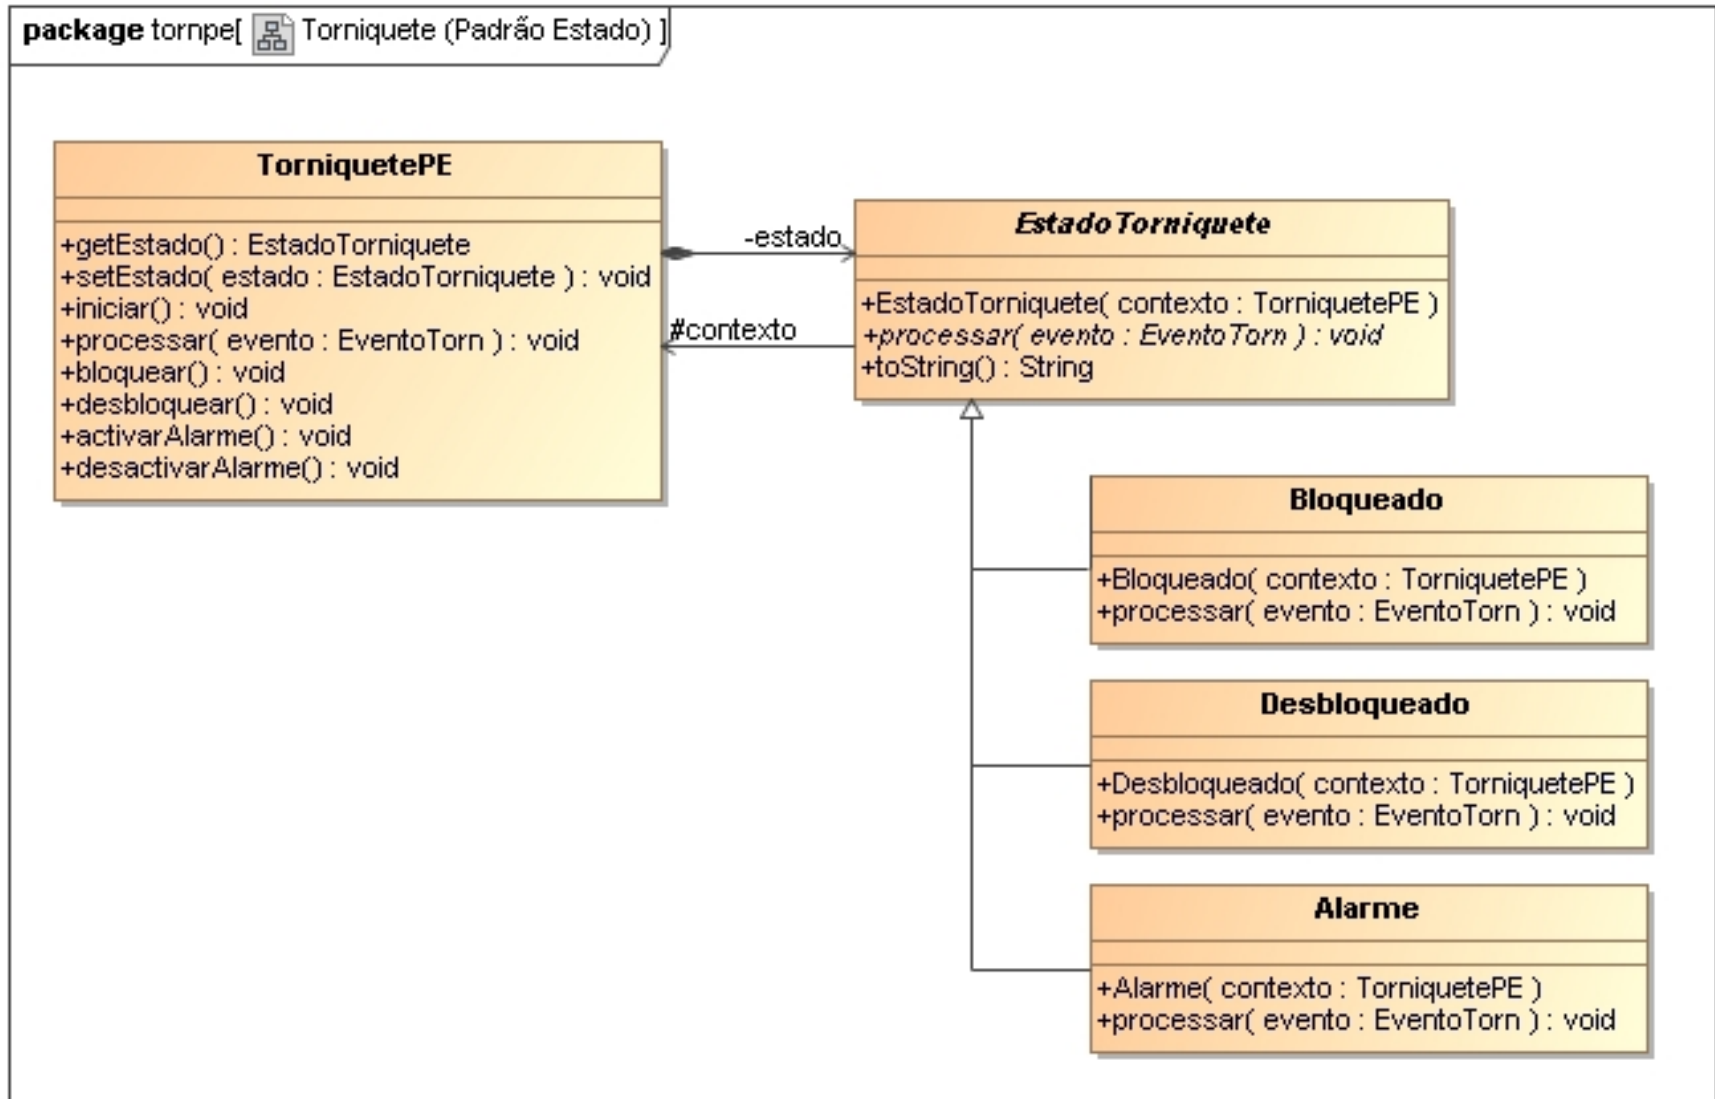 package tornpe[ Torniquete (Padrão Estado) ]
TorniquetePE
+getEstado() : EstadoTorniquete
+setEstado( estado : EstadoTorniquete ) : void
+iniciar() : void
+processar( evento : EventoTorn ) : void
+bloquear() : void
+desbloquear() : void
+activarAlarme() : void
+desactivarAlarme() : void
-estado
#contexto
EstadoTorniquete
+EstadoTorniquete( contexto : TorniquetePE )
+processar( evento : EventoTorn ) : void
+toString() : String
Bloqueado
+Bloqueado( contexto : TorniquetePE )
+processar( evento : EventoTorn ) : void
Desbloqueado
+Desbloqueado( contexto : TorniquetePE )
+processar( evento : EventoTorn ) : void
Alarme
+Alarme( contexto : TorniquetePE )
+processar( evento : EventoTorn ) : void